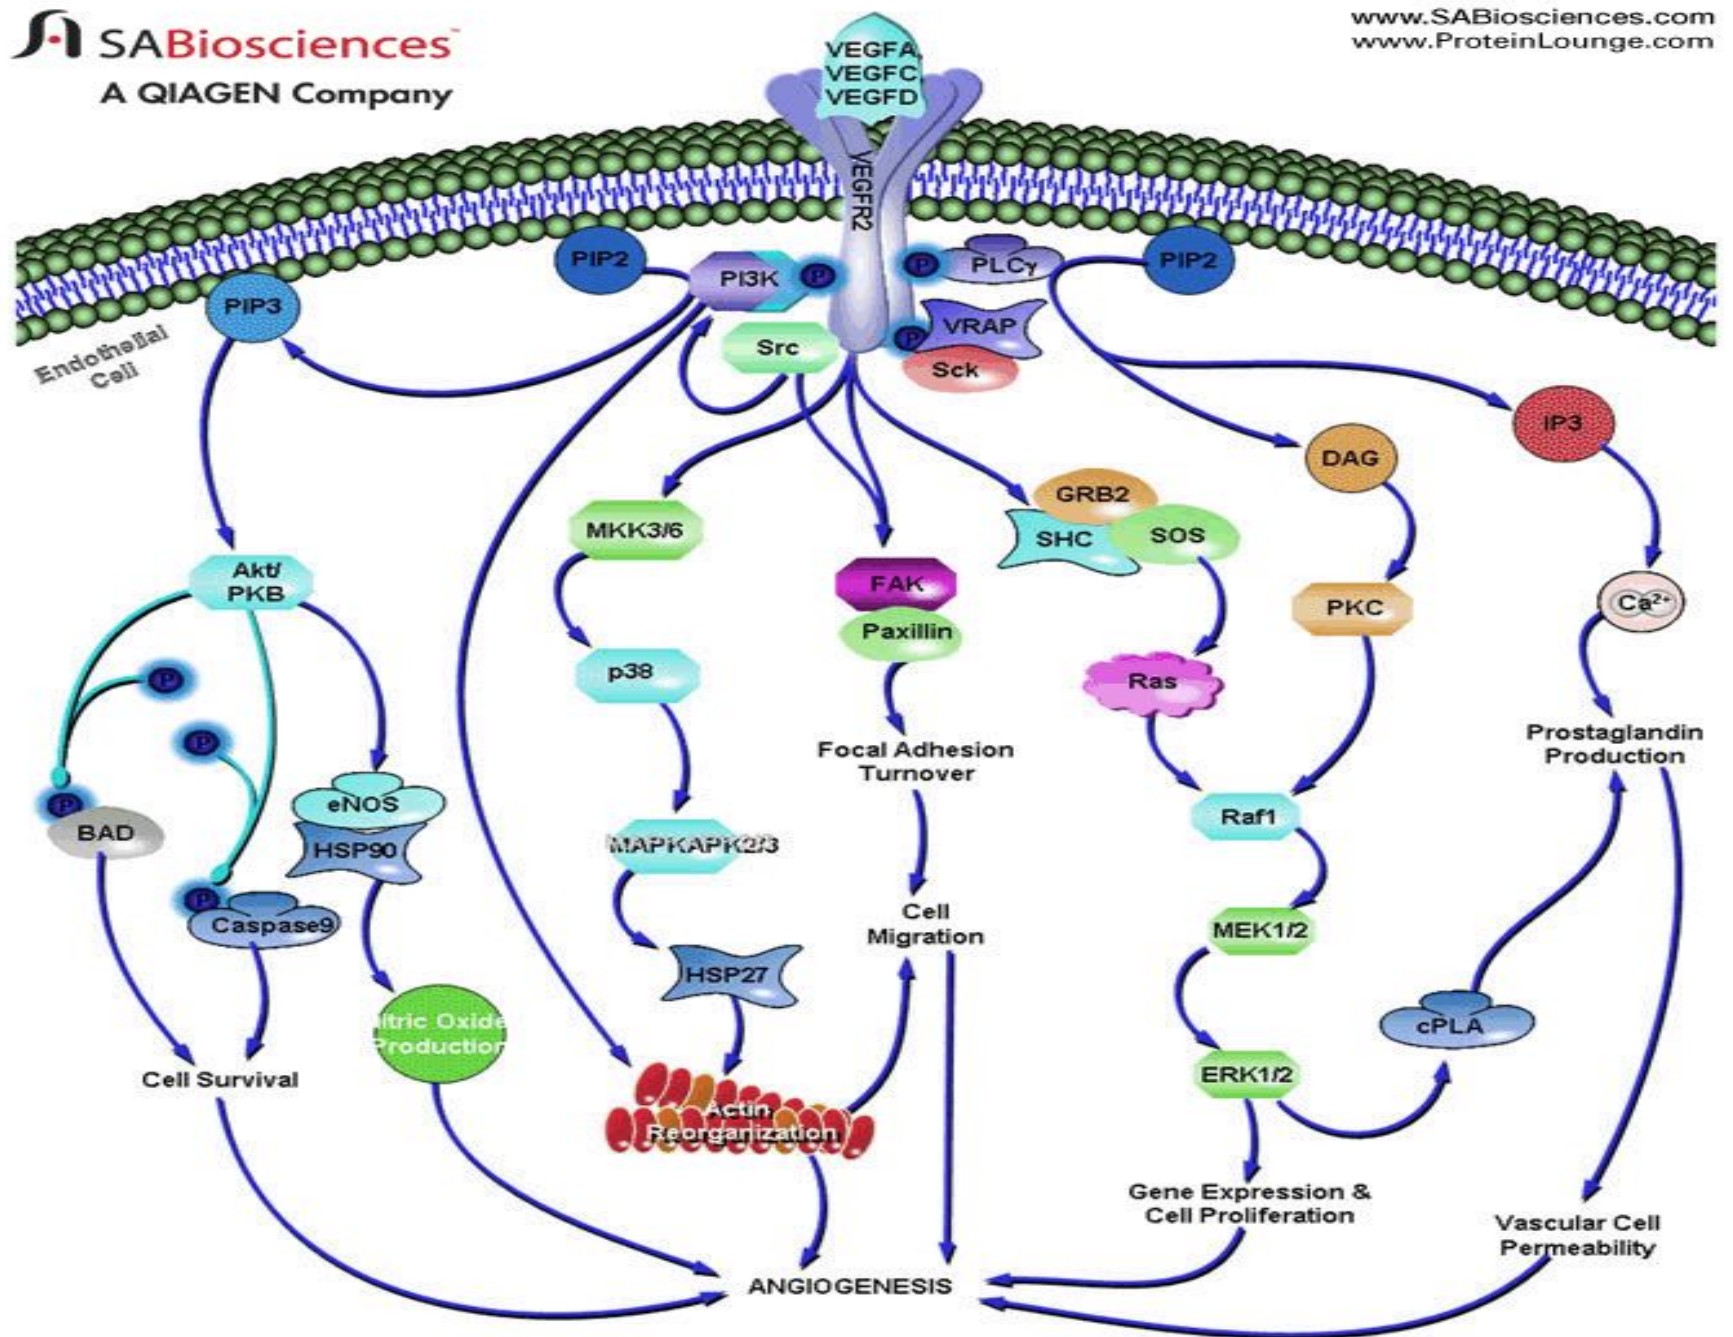 SABiosciences™
A QIAGEN Company
www.SABiosciences.com
www.ProteinLounge.com
VEGFA,
VEGFC,
VEGFD
VEGFR2
PIP2
PI3K
P
P
PLCγ
PIP2
PIP3
Endothelial
Cell
Src
P
VRAP
Sck
IP3
DAG
GRB2
SHC
SOS
MKK3/6
Akt/
PKB
FAK
Paxillin
PKC
Ca²⁺
P
p38
Ras
P
Focal Adhesion
Turnover
Prostaglandin
Production
P
BAD
eNOS
HSP90
MAPKAPK2/3
Raf1
P
Caspase9
Cell
Migration
MEK1/2
HSP27
itric Oxide
Production
cPLA
Cell Survival
ERK1/2
Actin
Reorganization
Gene Expression &
Cell Proliferation
Vascular Cell
Permeability
ANGIOGENESIS